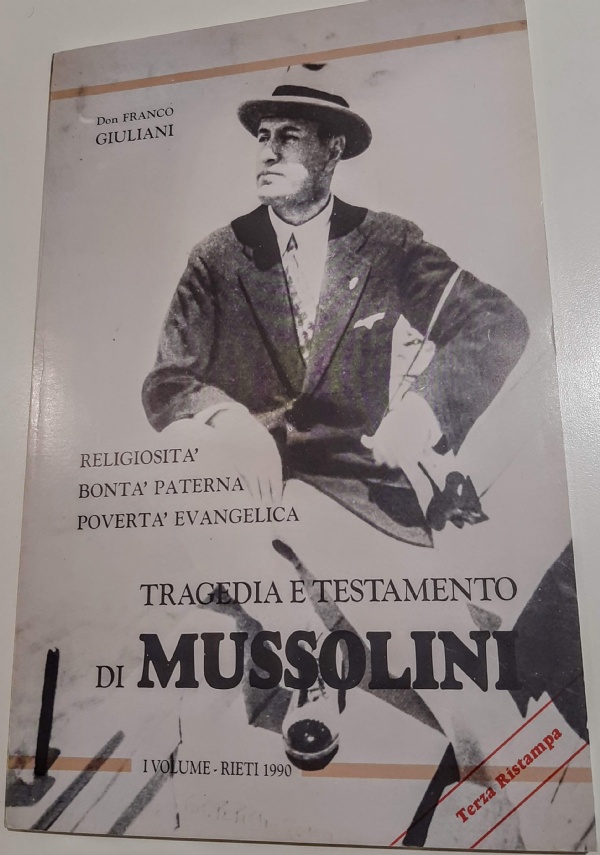 Don FRANCO
GIULIANI
RELIGIOSITA'
BONTA' PATERNA
POVERTA' EVANGELICA
TRAGEDIA E TESTAMENTO
DI MUSSOLINI
I VOLUME - RIETI 1990
Terza Ristampa